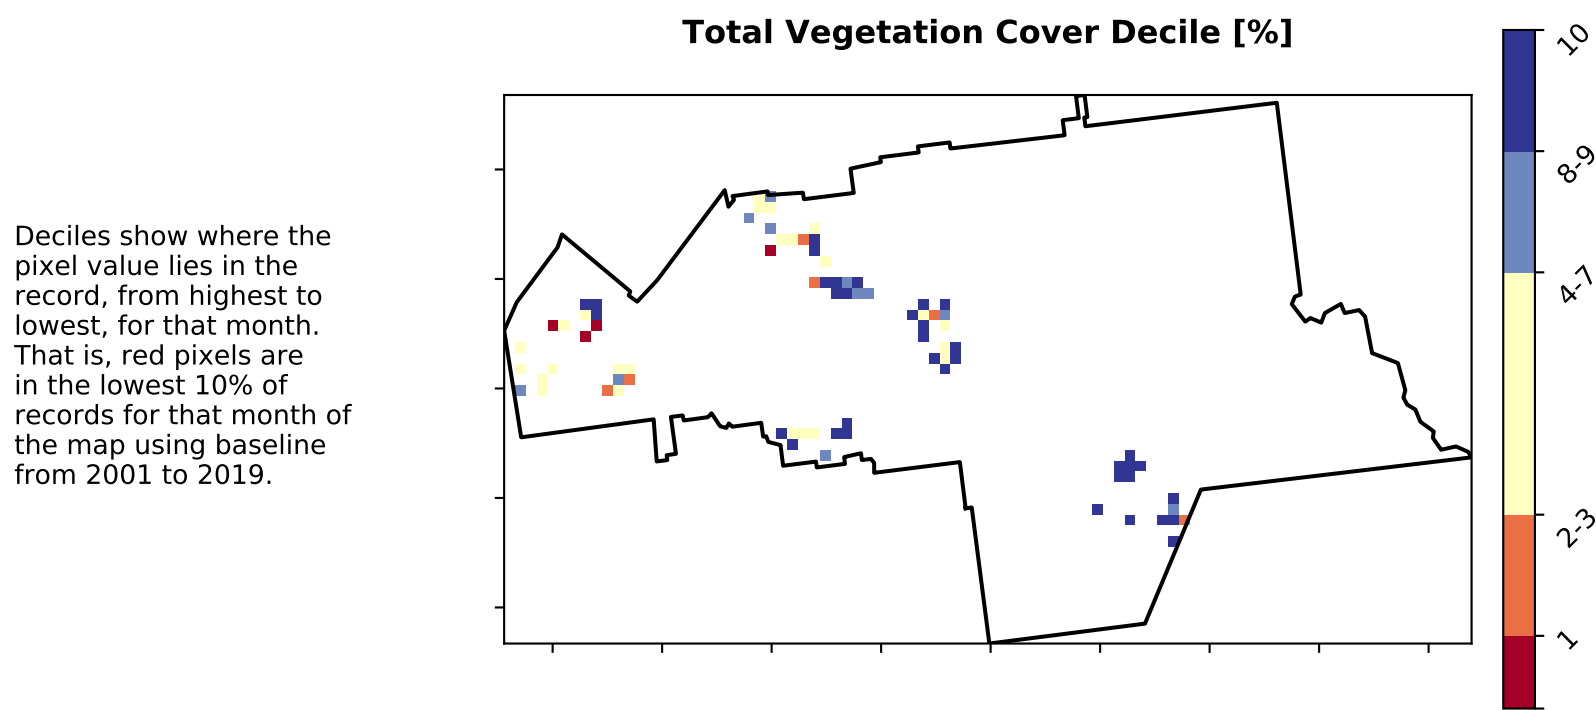 Total Vegetation Cover Decile [%]
Deciles show where the
pixel value lies in the
record, from highest to
lowest, for that month.
That is, red pixels are
in the lowest 10% of
records for that month of
the map using baseline
from 2001 to 2019.
10
8-9
4-7
2-3
1